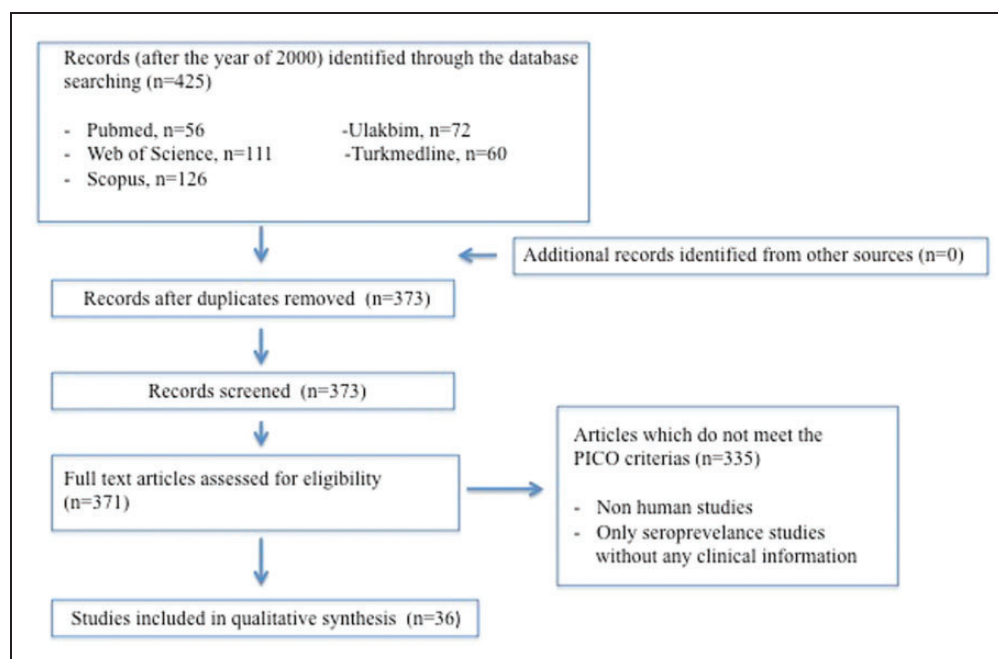 Records (after the year of 2000) identified through the database
searching (n=425)
- Pubmed, n=56
- Web of Science, n=111
- Scopus, n=126
-Ulakbim, n=72
-Turkmedline, n=60
Additional records identified from other sources (n=0)
Records after duplicates removed (n=373)
Records screened (n=373)
Full text articles assessed for eligibility
(n=371)
Articles which do not meet the
PICO criterias (n=335)
- Non human studies
- Only seroprevelance studies
without any clinical information
Studies included in qualitative synthesis (n=36)